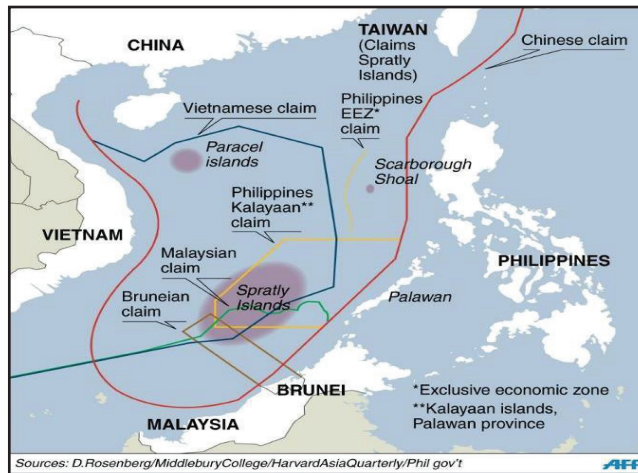 CHINA
TAIWAN
(Claims
Spratly
Islands)
Chinese claim
Vietnamese claim
Philippines
EEZ*
claim
Paracel
islands
Scarborough
Shoal
Philippines
Kalayaan**
claim
VIETNAM
Malaysian
claim
PHILIPPINES
Spratly
Islands
Bruneian
claim
Palawan
BRUNEI
*Exclusive economic zone
**Kalayaan islands,
Palawan province
MALAYSIA
Sources: D.Rosenberg/MiddleburyCollege/HarvardAsiaQuarterly/Phil gov't
AFP